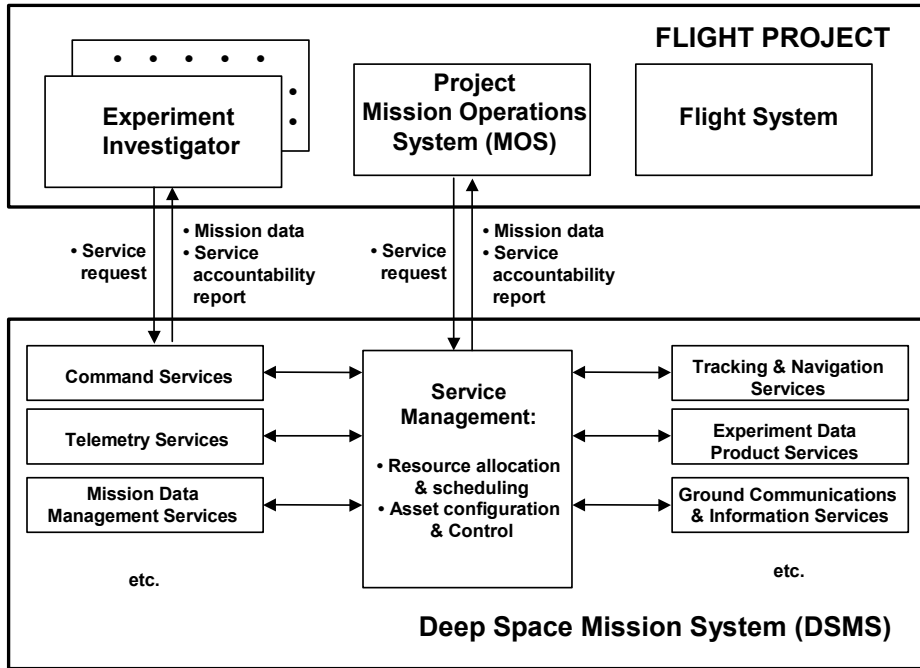 FLIGHT PROJECT
Experiment
Investigator
Project
Mission Operations
System (MOS)
Flight System
• Service
request
• Mission data
• Service
accountability
report
• Service
request
• Mission data
• Service
accountability
report
Command Services
Telemetry Services
Mission Data
Management Services
etc.
Service
Management:
• Resource allocation
& scheduling
• Asset configuration
& Control
Tracking & Navigation
Services
Experiment Data
Product Services
Ground Communications
& Information Services
etc.
Deep Space Mission System (DSMS)